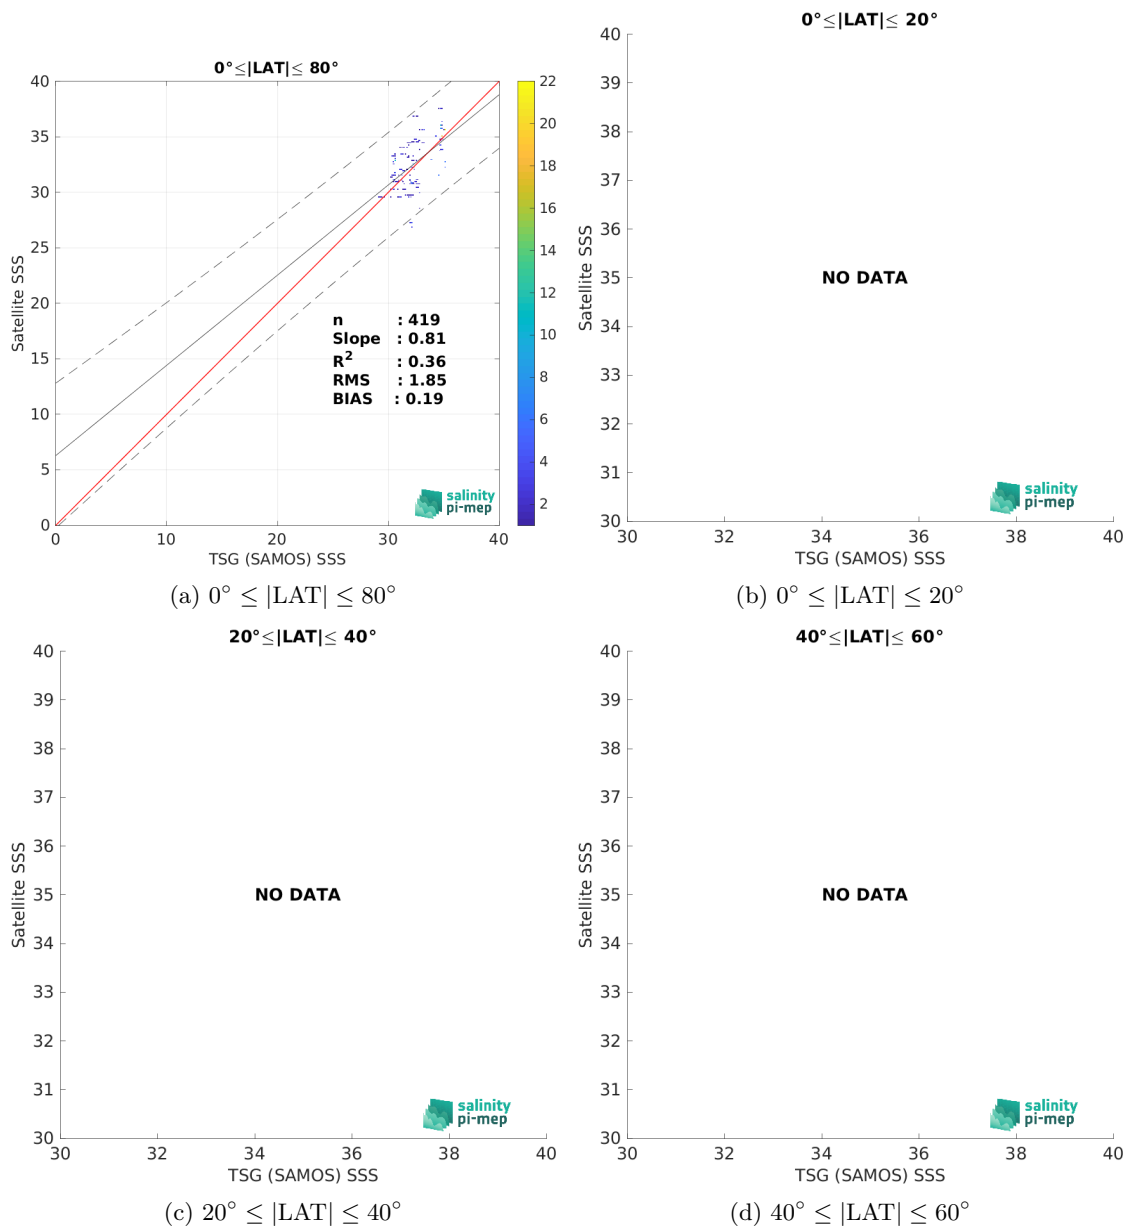 0°≤|LAT|≤ 80°
40
35
30
25
20
15
10
5
0
Satellite SSS
n : 419
Slope : 0.81
R² : 0.36
RMS : 1.85
BIAS : 0.19
salinity
pi-mep
0 10 20 30 40
TSG (SAMOS) SSS
22
20
18
16
14
12
10
8
6
4
2
(a) 0° ≤ |LAT| ≤ 80°
0°≤|LAT|≤ 20°
40
39
38
37
36
35
34
33
32
31
30
Satellite SSS
NO DATA
salinity
pi-mep
30 32 34 36 38 40
TSG (SAMOS) SSS
(b) 0° ≤ |LAT| ≤ 20°
20°≤|LAT|≤ 40°
40
39
38
37
36
35
34
33
32
31
30
Satellite SSS
NO DATA
salinity
pi-mep
30 32 34 36 38 40
TSG (SAMOS) SSS
(c) 20° ≤ |LAT| ≤ 40°
40°≤|LAT|≤ 60°
40
39
38
37
36
35
34
33
32
31
30
Satellite SSS
NO DATA
salinity
pi-mep
30 32 34 36 38 40
TSG (SAMOS) SSS
(d) 40° ≤ |LAT| ≤ 60°